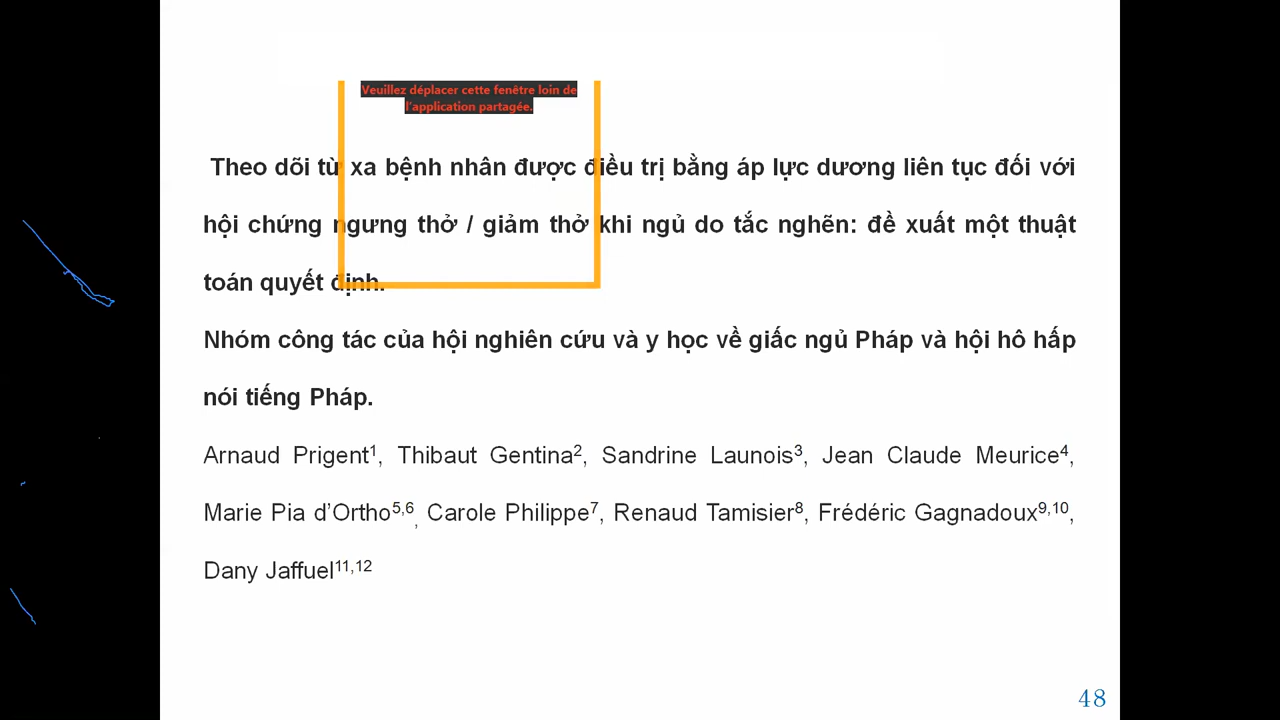 Veuillez déplacer cette fenêtre loin de
l'application partagée.
Theo dõi từ xa bệnh nhân được điều trị bằng áp lực dương liên tục đối với
hội chứng ngưng thở / giảm thở khi ngủ do tắc nghẽn: đề xuất một thuật
toán quyết định.
Nhóm công tác của hội nghiên cứu và y học về giấc ngủ Pháp và hội hô hấp
nói tiếng Pháp.
Arnaud Prigent¹, Thibaut Gentina², Sandrine Launois³, Jean Claude Meurice⁴,
Marie Pia d’Ortho⁵,⁶, Carole Philippe⁷, Renaud Tamisier⁸, Frédéric Gagnadoux⁹,¹⁰,
Dany Jaffuel¹¹,¹²
48